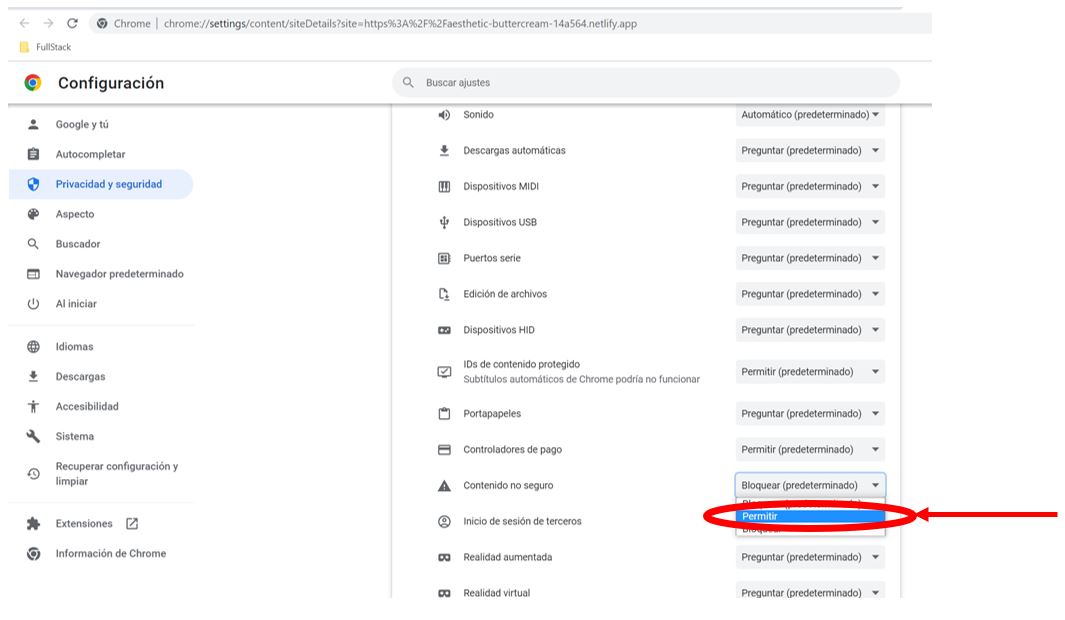 Chrome | chrome://settings/content/siteDetails?site=https%3A%2F%2Faesthetic-buttercream-14a564.netlify.app
FullStack
Configuración
Buscar ajustes
Google y tú
Autocompletar
Privacidad y seguridad
Aspecto
Buscador
Navegador predeterminado
Al iniciar
Idiomas
Descargas
Accesibilidad
Sistema
Recuperar configuración y
limpiar
Extensiones
Información de Chrome
Sonido Automático (predeterminado)
Descargas automáticas Preguntar (predeterminado)
Dispositivos MIDI Preguntar (predeterminado)
Dispositivos USB Preguntar (predeterminado)
Puertos serie Preguntar (predeterminado)
Edición de archivos Preguntar (predeterminado)
Dispositivos HID Preguntar (predeterminado)
IDs de contenido protegido Permitir (predeterminado)
Subtítulos automáticos de Chrome podría no funcionar
Portapapeles Preguntar (predeterminado)
Controladores de pago Permitir (predeterminado)
Contenido no seguro Bloquear (predeterminado)
Permitir
Inicio de sesión de terceros
Realidad aumentada Preguntar (predeterminado)
Realidad virtual Preguntar (predeterminado)